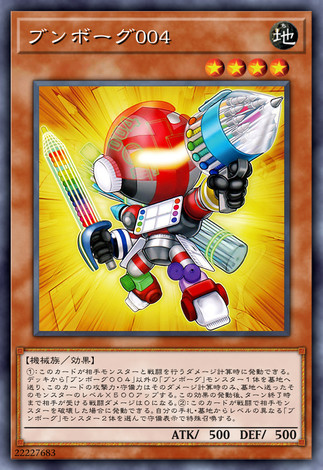 ブンボーグ004
地
【機械族／効果】
①:このカードが相手モンスターと戦闘を行うダメージ計算時に発動できる。
デッキから「ブンボーグ００４」以外の「ブンボーグ」モンスター１体を墓地へ
送り、このカードの攻撃力・守備力はそのダメージ計算時のみ、墓地へ送ったそ
のモンスターのレベル×５００アップする。この効果の発動後、ターン終了時
まで相手が受ける戦闘ダメージは０になる。②:このカードが戦闘で相手モンスタ
ーを破壊した場合に発動できる。自分の手札・墓地からレベルの異なる「ブン
ボーグ」モンスター２体を選んで守備表示で特殊召喚する。
ATK/ 500 DEF/ 500
22227683